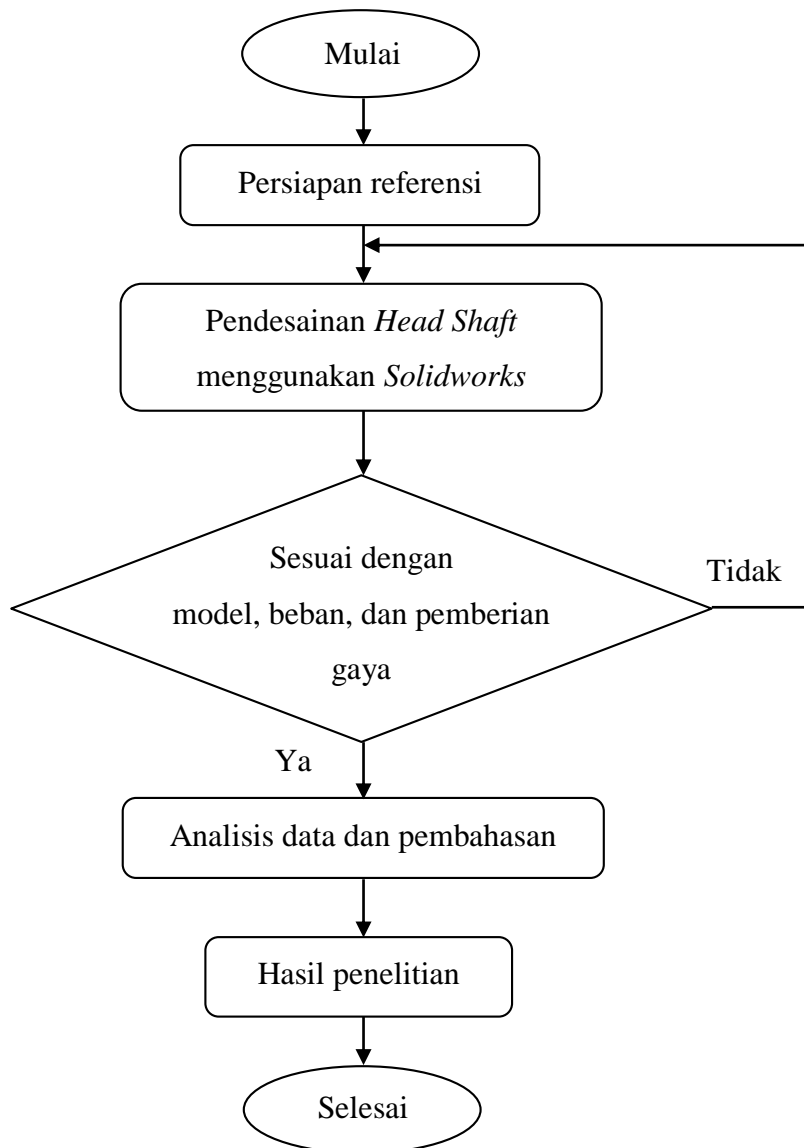 Mulai
Persiapan referensi
Pendesainan Head Shaft
menggunakan Solidworks
Sesuai dengan
model, beban, dan pemberian
gaya
Tidak
Ya
Analisis data dan pembahasan
Hasil penelitian
Selesai